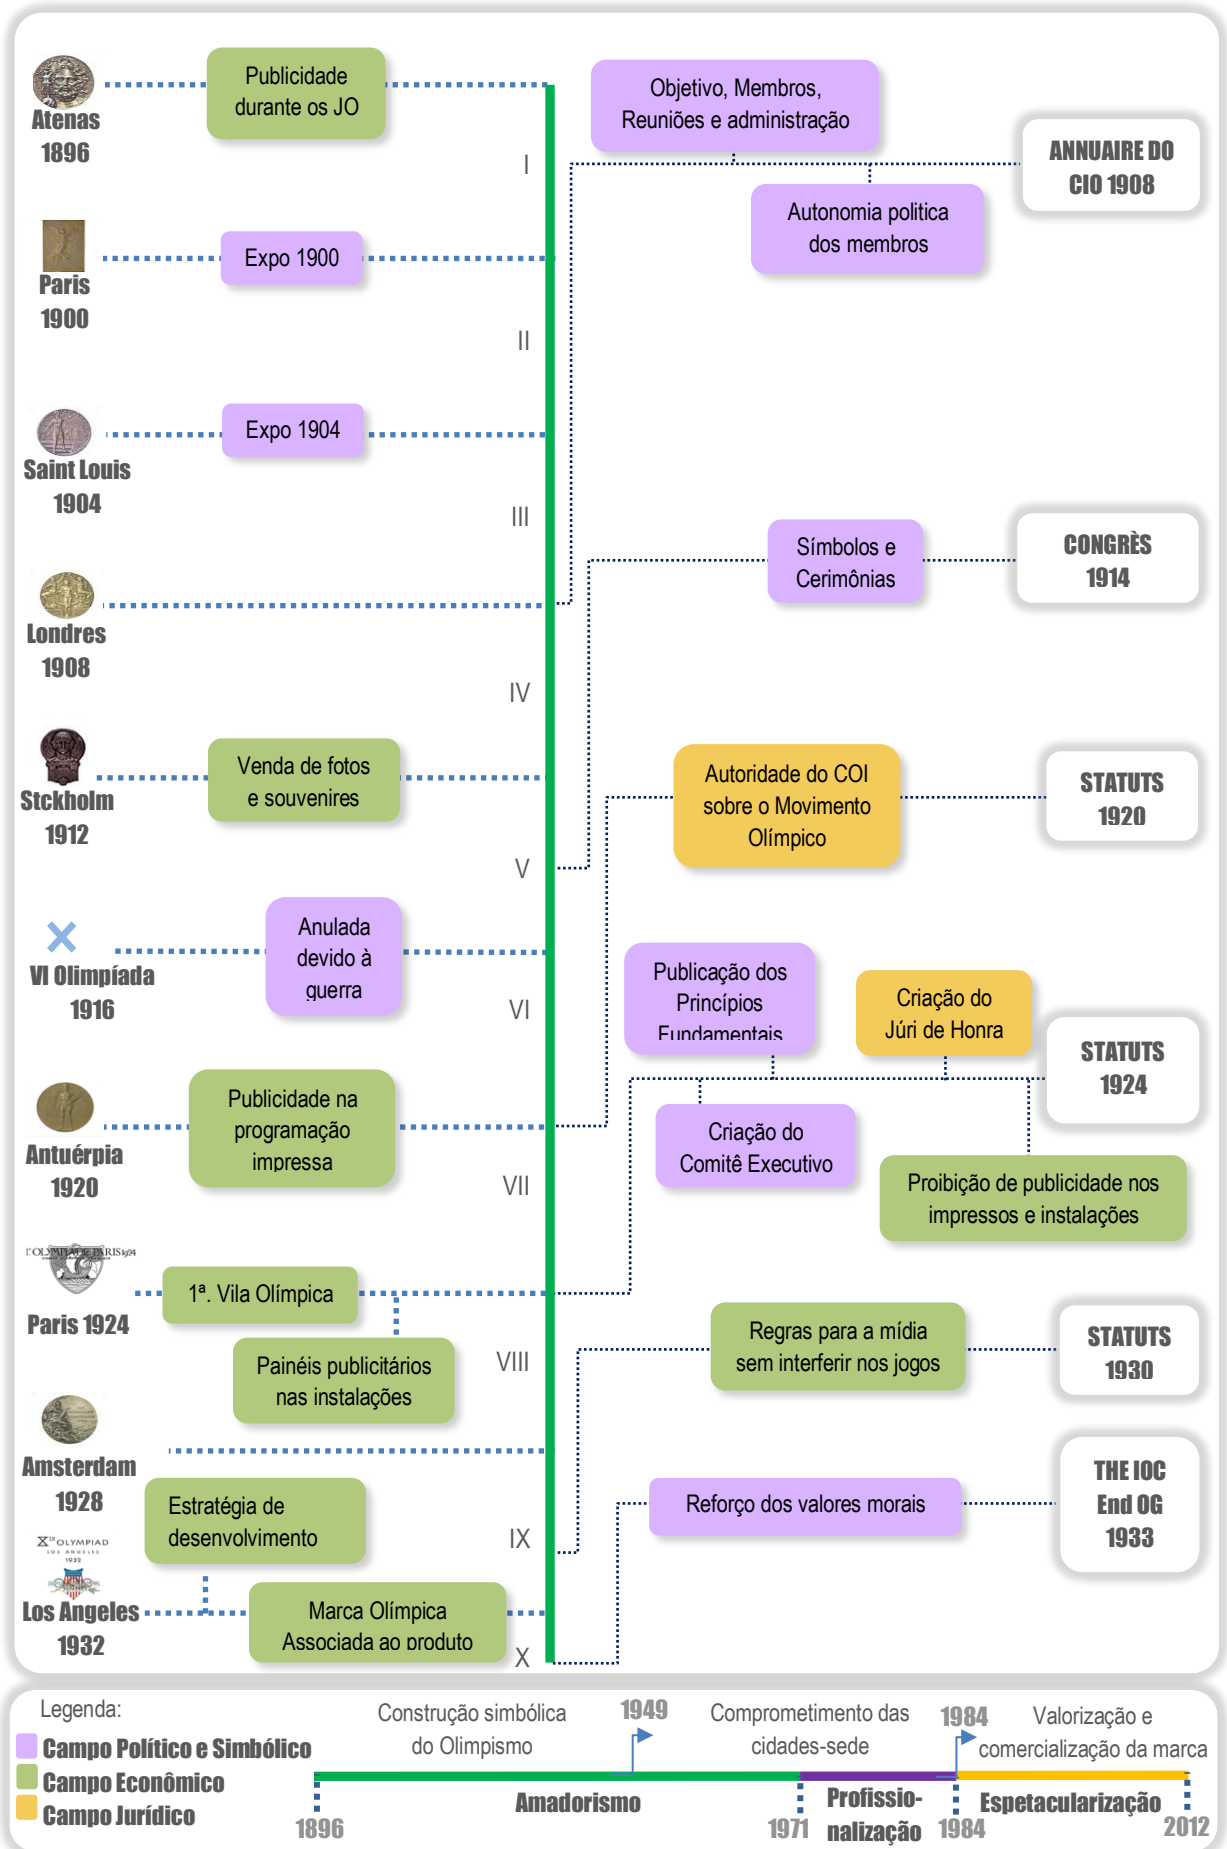 Atenas
1896
Publicidade
durante os JO
I
Objetivo, Membros,
Reuniões e administração
Autonomia politica
dos membros
ANNUAIRE DO
CIO 1908
Paris
1900
Expo 1900
II
Saint Louis
1904
Expo 1904
III
Símbolos e
Cerimônias
CONGRÈS
1914
Londres
1908
IV
Stckholm
1912
Venda de fotos
e souvenires
V
Autoridade do COI
sobre o Movimento
Olímpico
STATUTS
1920
VI Olimpíada
1916
Anulada
devido à
guerra
VI
Publicação dos
Princípios
Fundamentais
Criação do
Júri de Honra
STATUTS
1924
Criação do
Comitê Executivo
Proibição de publicidade nos
impressos e instalações
Antuérpia
1920
Publicidade na
programação
impressa
VII
OLYMPIADE PARIS 1924
Paris 1924
1ª. Vila Olímpica
Painéis publicitários
nas instalações
VIII
Regras para a mídia
sem interferir nos jogos
STATUTS
1930
Amsterdam
1928
Estratégia de
desenvolvimento
IX
Reforço dos valores morais
THE IOC
End OG
1933
XTH OLYMPIAD
LOS ANGELES
1932
Los Angeles
1932
Marca Olímpica
Associada ao produto
X
Legenda:
Campo Político e Simbólico
Campo Econômico
Campo Jurídico
Construção simbólica
do Olimpismo
1949
Comprometimento das
cidades-sede
1984
Valorização e
comercialização da marca
Amadorismo
Profissio-
nalização
Espetacularização
1896
1971
1984
2012